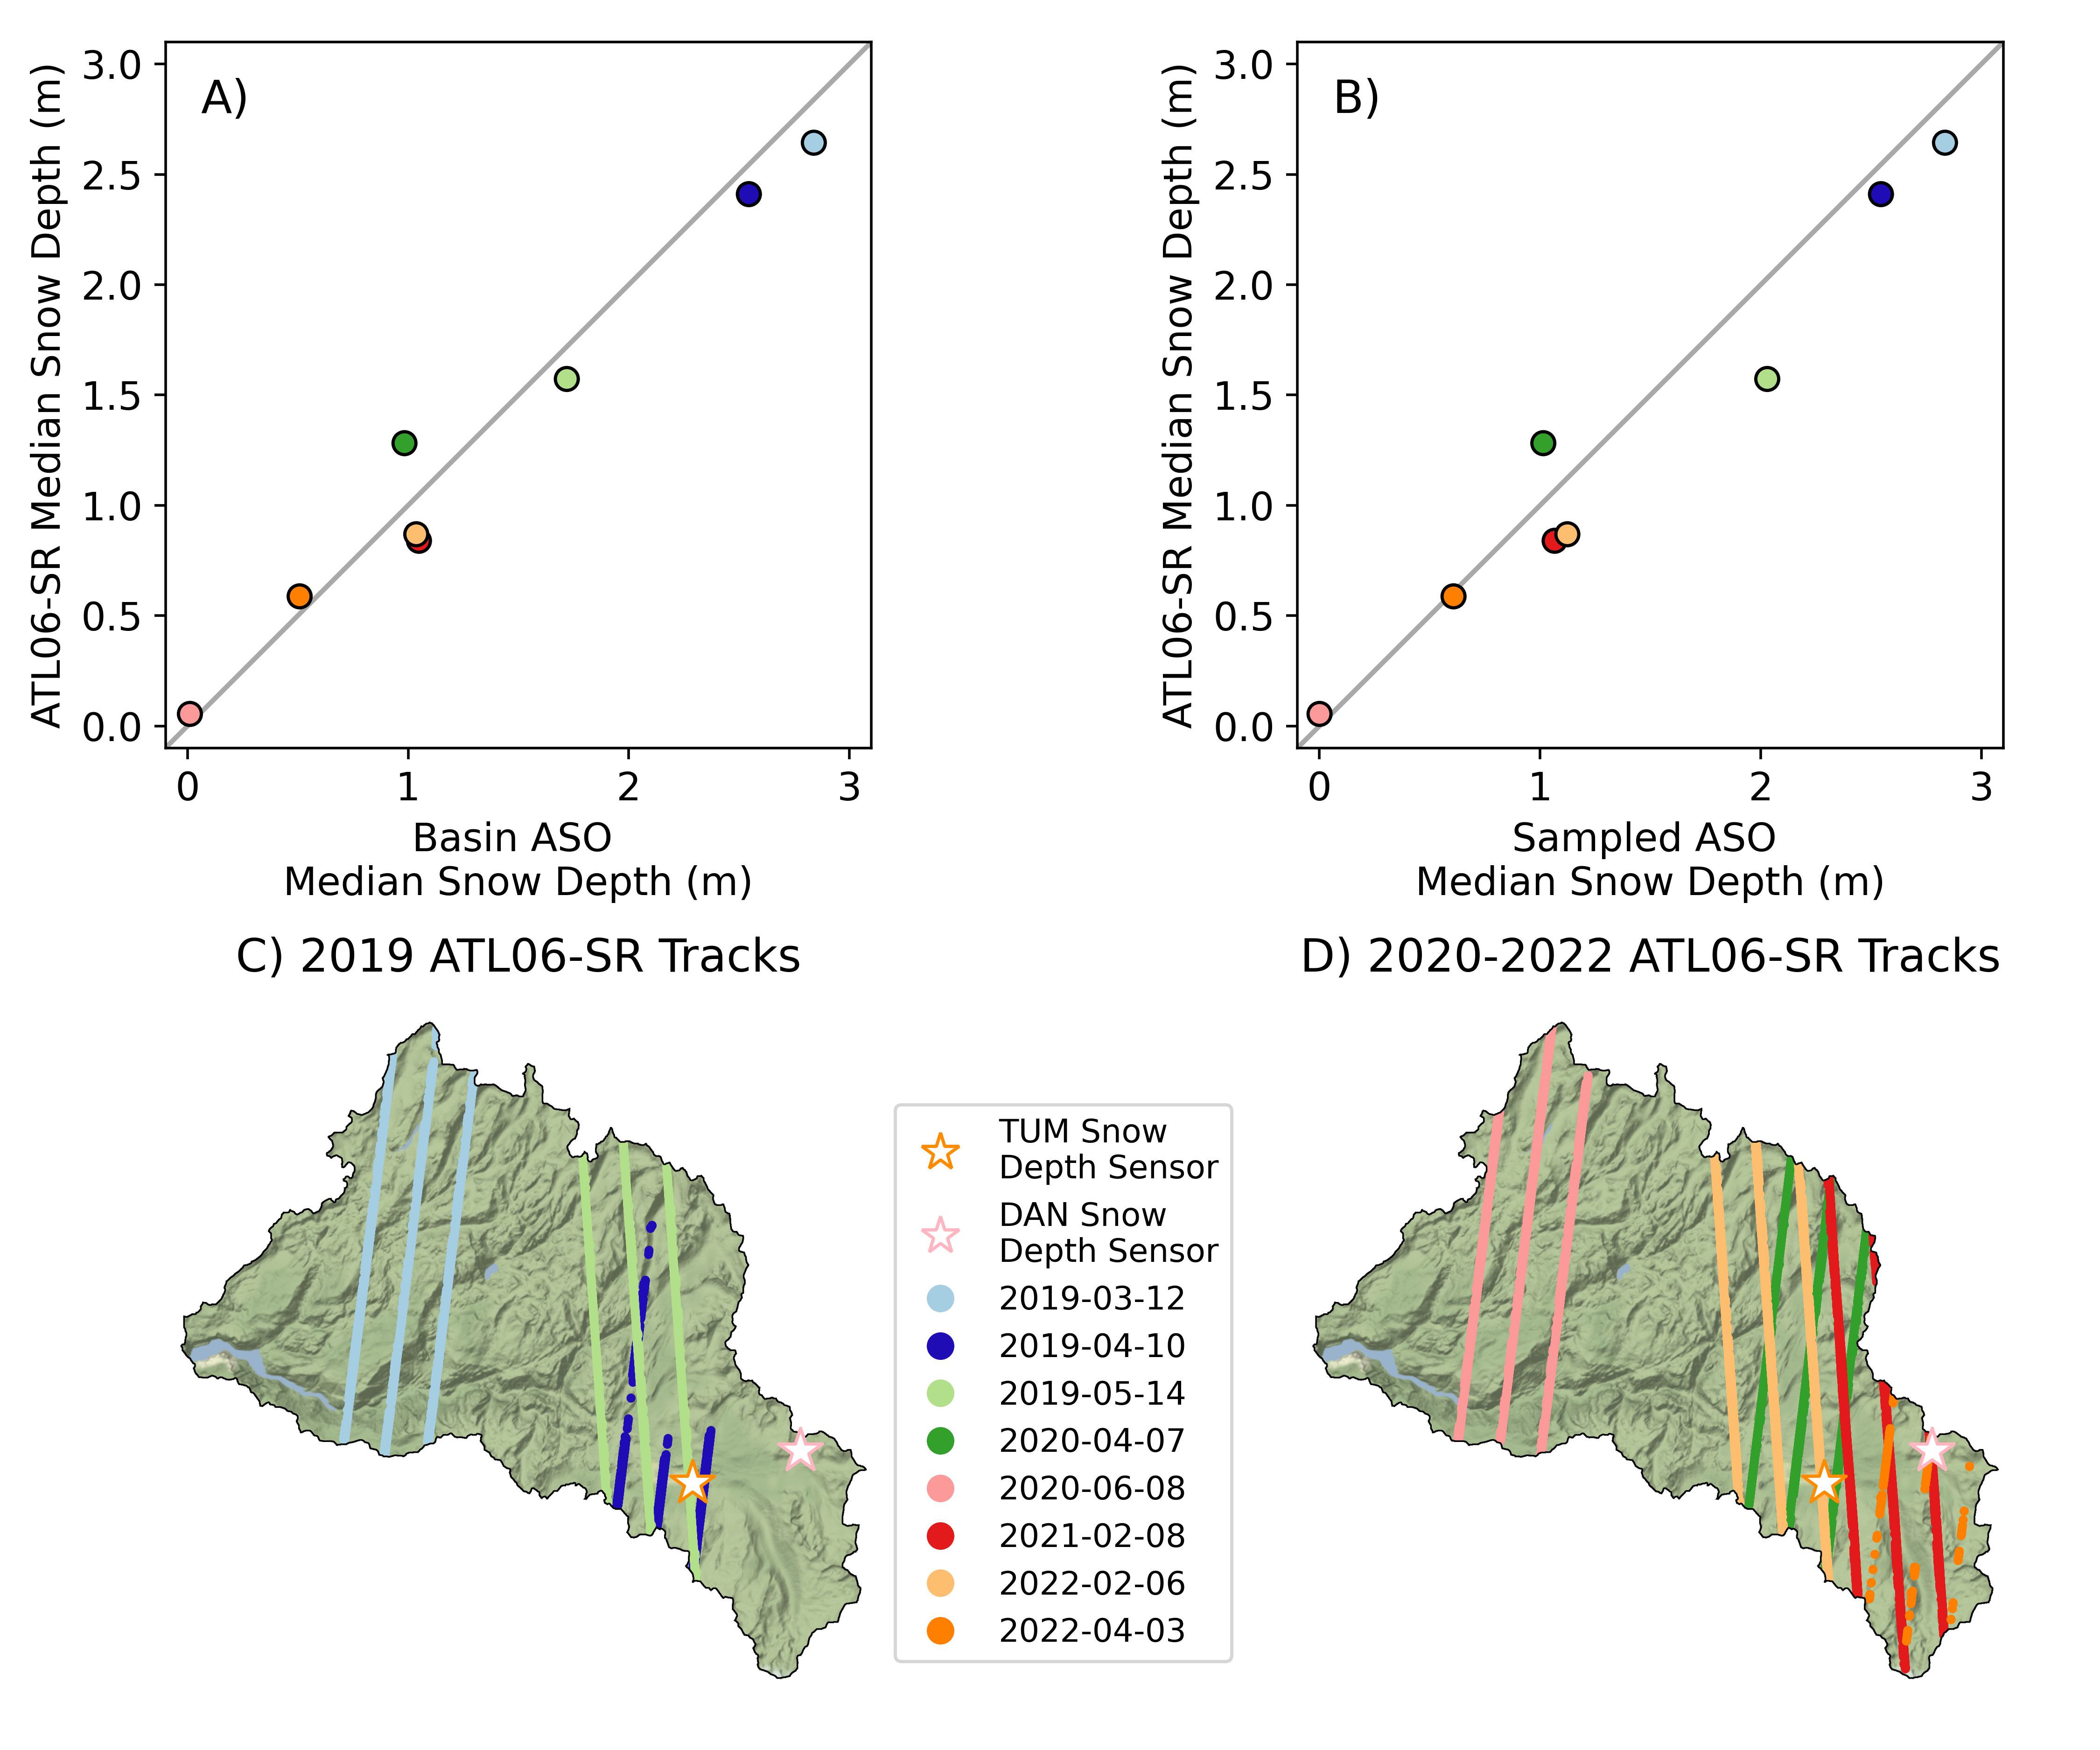 A)
ATL06-SR Median Snow Depth (m)
3.0
2.5
2.0
1.5
1.0
0.5
0.0
0 1 2 3
Basin ASO
Median Snow Depth (m)
B)
ATL06-SR Median Snow Depth (m)
3.0
2.5
2.0
1.5
1.0
0.5
0.0
0 1 2 3
Sampled ASO
Median Snow Depth (m)
C) 2019 ATL06-SR Tracks
D) 2020-2022 ATL06-SR Tracks
TUM Snow
Depth Sensor
DAN Snow
Depth Sensor
2019-03-12
2019-04-10
2019-05-14
2020-04-07
2020-06-08
2021-02-08
2022-02-06
2022-04-03